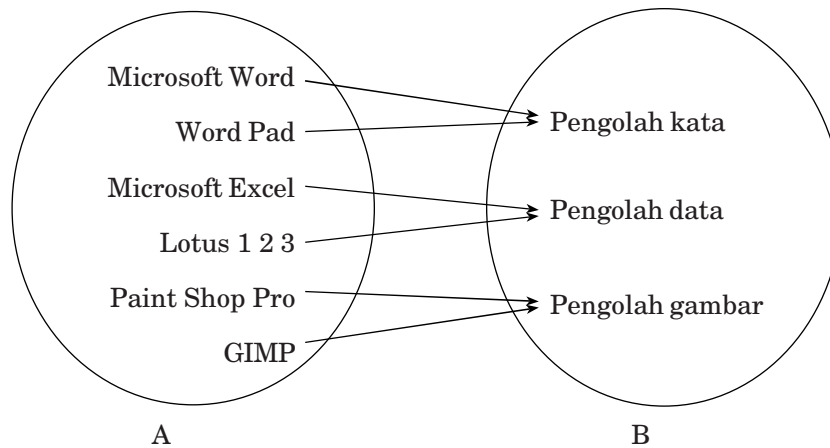 Microsoft Word
Word Pad
Microsoft Excel
Lotus 1 2 3
Paint Shop Pro
GIMP
Pengolah kata
Pengolah data
Pengolah gambar
A
B